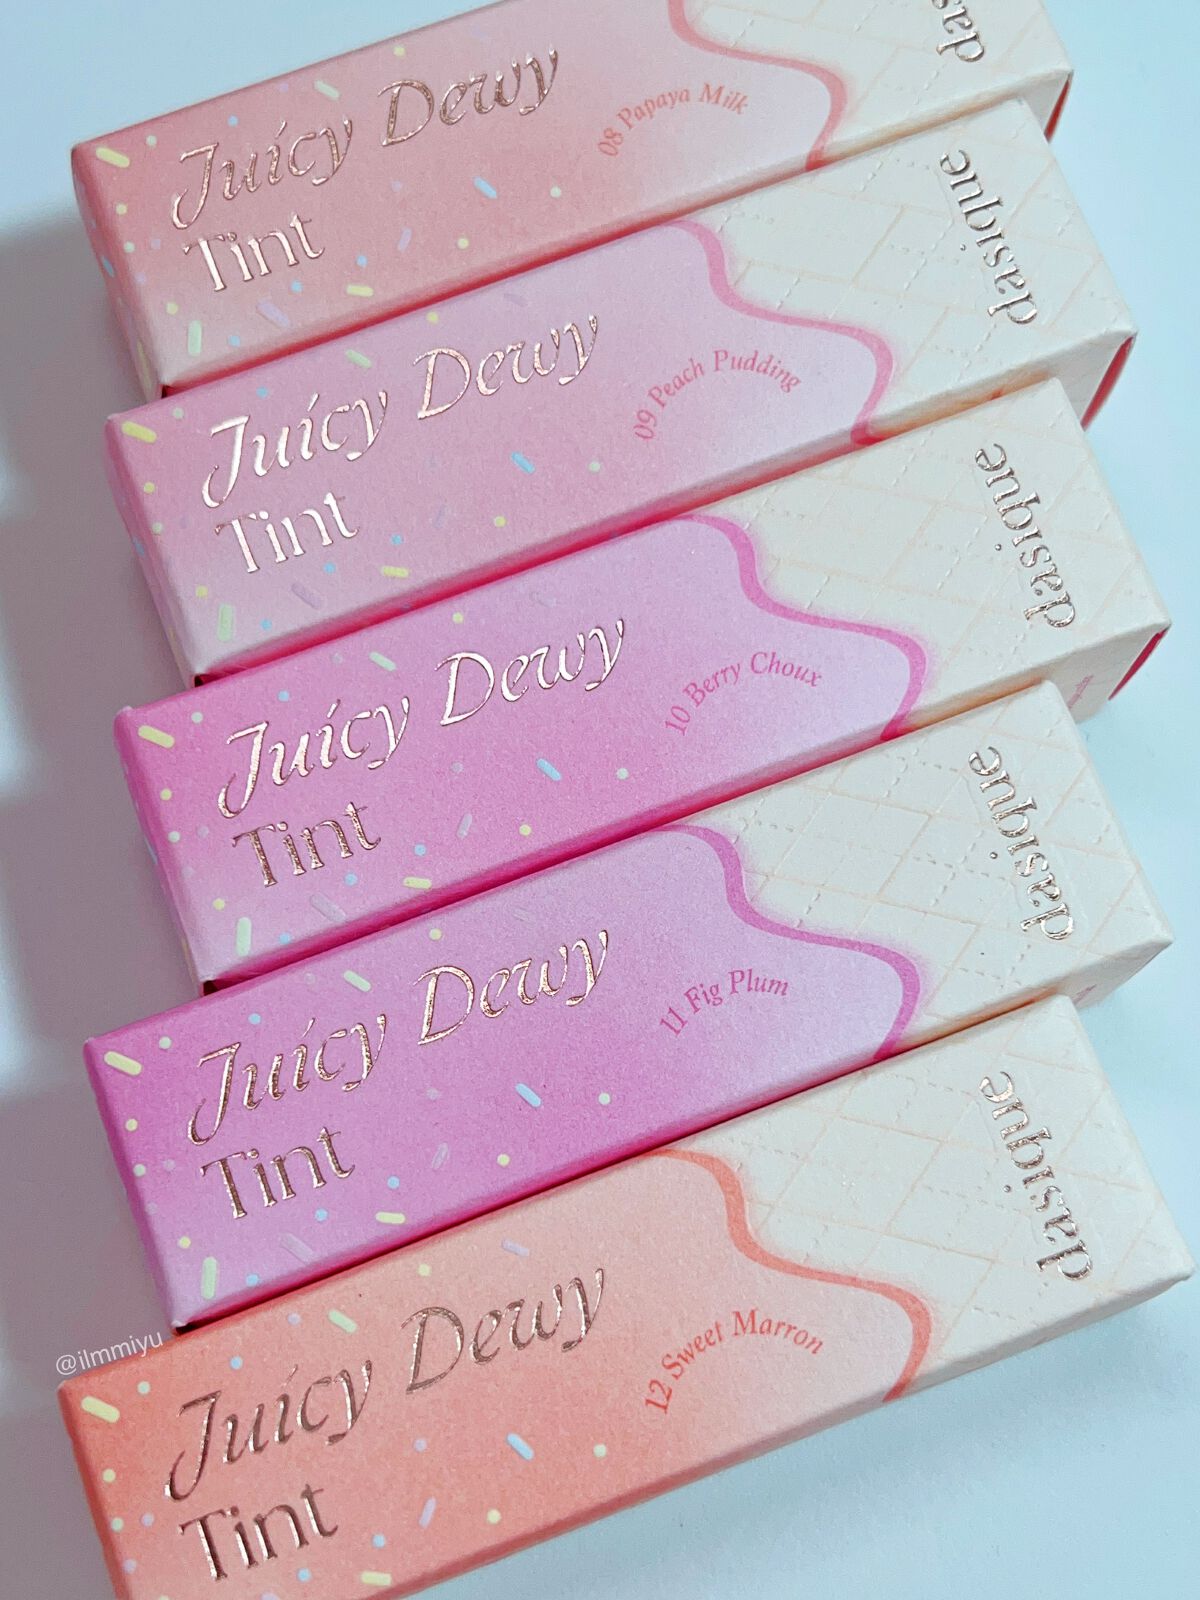 Juicy Dewy
Tint
08 Papaya Milk
Juicy Dewy
Tint
09 Peach Pudding
dasique
Juicy Dewy
Tint
10 Berry Choux
dasique
Juicy Dewy
Tint
11 Fig Plum
dasique
Juicy Dewy
Tint
12 Sweet Marron
dasique
@ilmmiyu